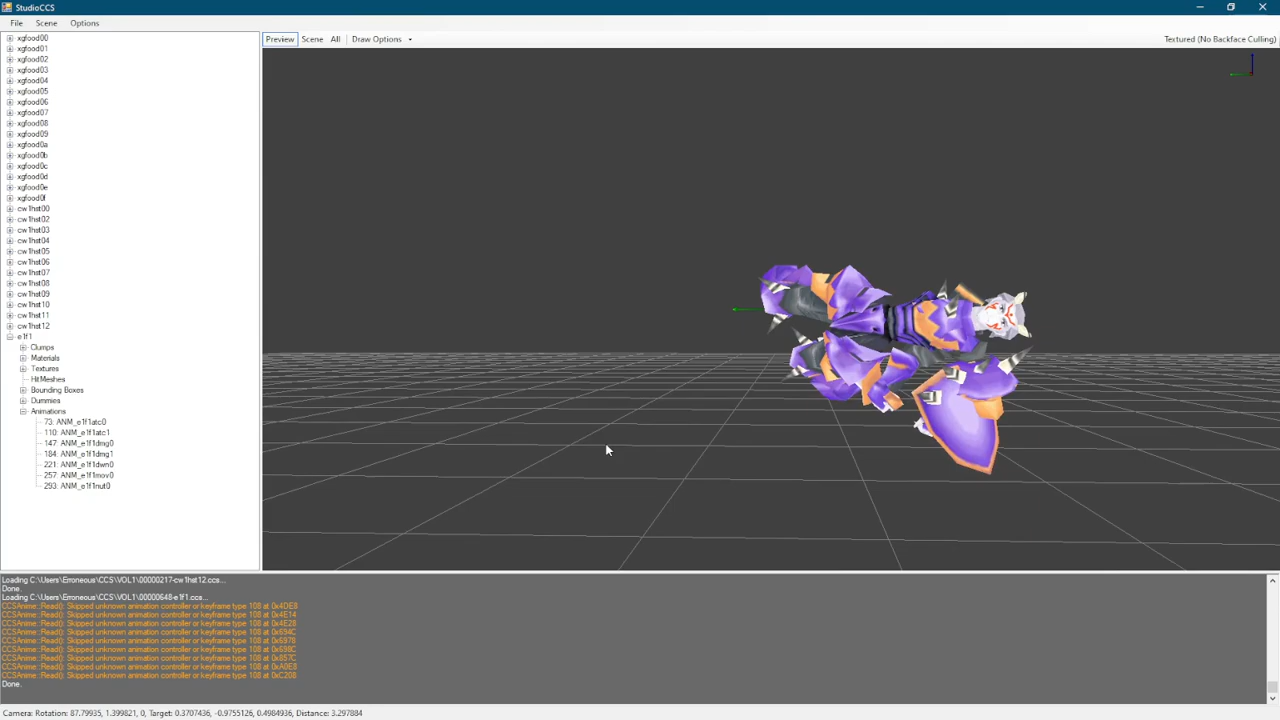 StudioCCS
File Scene Options
Preview Scene All Draw Options
Textured (No Backface Culling)
xgfood00
xgfood01
xgfood02
xgfood03
xgfood04
xgfood05
xgfood06
xgfood07
xgfood08
xgfood09
xgfood0a
xgfood0b
xgfood0c
xgfood0d
xgfood0e
xgfood0f
cw1hst00
cw1hst02
cw1hst03
cw1hst04
cw1hst05
cw1hst06
cw1hst07
cw1hst08
cw1hst09
cw1hst10
cw1hst11
cw1hst12
e1f1
Clumps
Materials
Textures
HitMeshes
Bounding Boxes
Dummies
Animations
73: ANM_e1f1atc0
110: ANM_e1f1atc1
147: ANM_e1f1dmg0
184: ANM_e1f1dmg1
221: ANM_e1f1dwn0
257: ANM_e1f1mov0
293: ANM_e1f1nut0
Loading C:\Users\Erroneous\CCS\VOL1\00000217-cw1hst12.ccs...
Done.
Loading C:\Users\Erroneous\CCS\VOL1\00000648-e1f1.ccs...
CCSAnime::Read(): Skipped unknown animation controller or keyframe type 108 at 0x4DE8
CCSAnime::Read(): Skipped unknown animation controller or keyframe type 108 at 0x4E14
CCSAnime::Read(): Skipped unknown animation controller or keyframe type 108 at 0x4E28
CCSAnime::Read(): Skipped unknown animation controller or keyframe type 108 at 0x694C
CCSAnime::Read(): Skipped unknown animation controller or keyframe type 108 at 0x6978
CCSAnime::Read(): Skipped unknown animation controller or keyframe type 108 at 0x698C
CCSAnime::Read(): Skipped unknown animation controller or keyframe type 108 at 0x857C
CCSAnime::Read(): Skipped unknown animation controller or keyframe type 108 at 0xA0E8
CCSAnime::Read(): Skipped unknown animation controller or keyframe type 108 at 0xC208
Done.
Camera: Rotation: 87.79935, 1.399821, 0, Target: 0.3707436, -0.9755126, 0.4984936, Distance: 3.297884